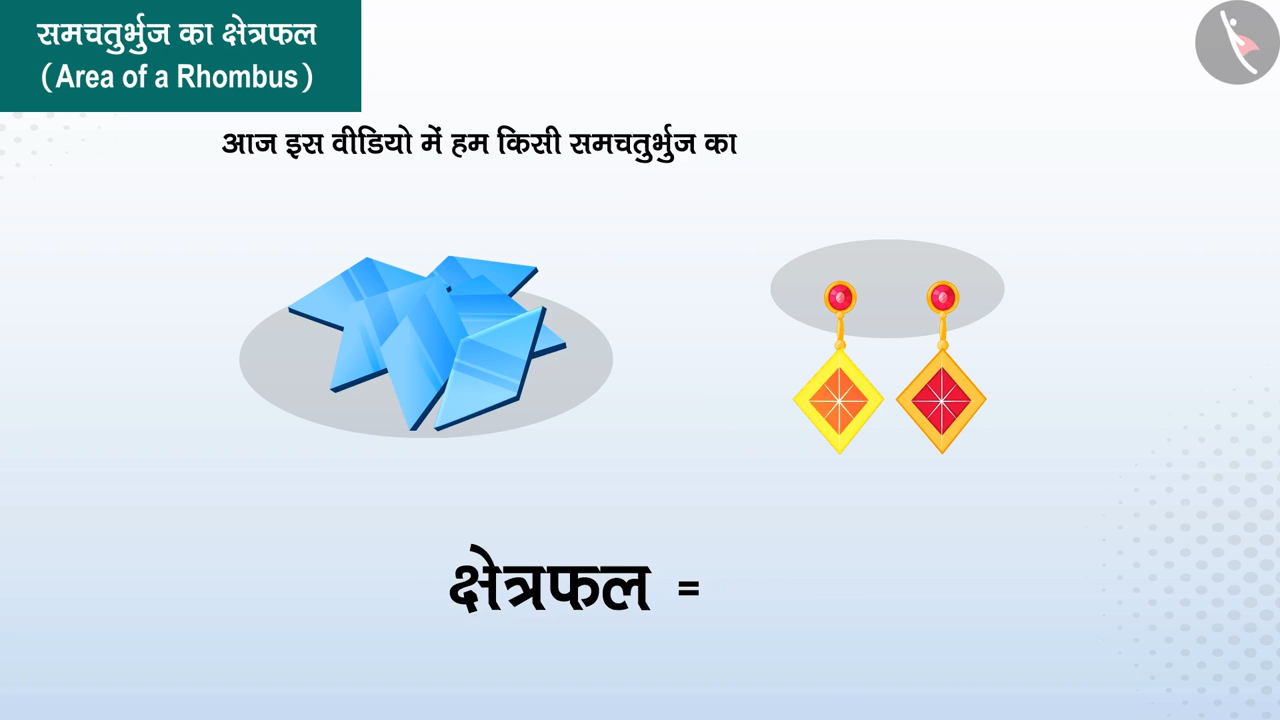 समचतुर्भुज का क्षेत्रफल
(Area of a Rhombus)
आज इस वीडियो में हम किसी समचतुर्भुज का
क्षेत्रफल =